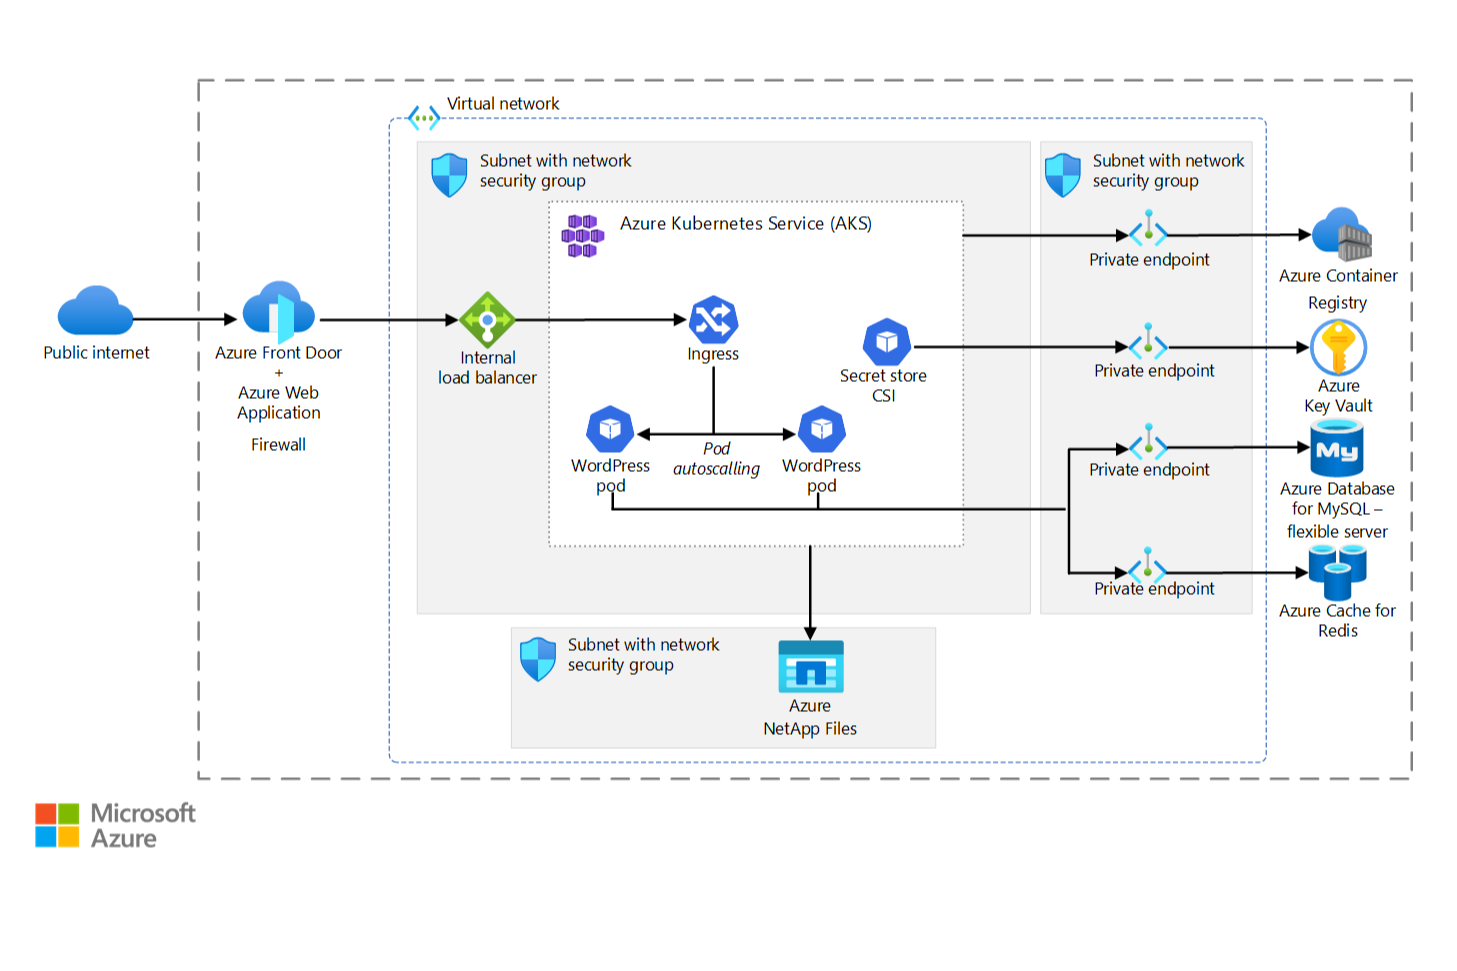 Virtual network
Subnet with network
security group
Subnet with network
security group
Azure Kubernetes Service (AKS)
Private endpoint
Azure Container
Registry
Public internet
Azure Front Door
+
Azure Web
Application
Firewall
Internal
load balancer
Ingress
Secret store
CSI
Private endpoint
Azure
Key Vault
WordPress
pod
Pod
autoscalling
WordPress
pod
Private endpoint
My
Azure Database
for MySQL –
flexible server
Private endpoint
Azure Cache for
Redis
Subnet with network
security group
Azure
NetApp Files
Microsoft
Azure